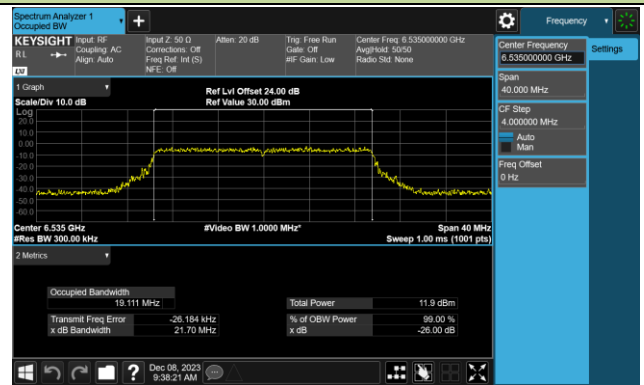 Spectrum Analyzer 1
Occupied BW
Frequency
KEYSIGHT
RL
LXI
Input: RF
Coupling: AC
Align: Auto
Input Z: 50 Ω
Corrections: Off
Freq Ref: Int (S)
NFE: Off
Atten: 20 dB
Trig: Free Run
Gate: Off
#IF Gain: Low
Center Freq: 6.535000000 GHz
Avg|Hold: 50/50
Radio Std: None
Center Frequency
6.535000000 GHz
Settings
Span
40.000 MHz
CF Step
4.000000 MHz
Auto
Man
Freq Offset
0 Hz
1 Graph
Scale/Div 10.0 dB
Ref Lvl Offset 24.00 dB
Ref Value 30.00 dBm
Log
20.0
10.0
0.00
-10.0
-20.0
-30.0
-40.0
-50.0
-60.0
Center 6.535 GHz
#Video BW 1.0000 MHz*
Span 40 MHz
#Res BW 300.00 kHz
Sweep 1.00 ms (1001 pts)
2 Metrics
Occupied Bandwidth
19.111 MHz
Total Power 11.9 dBm
Transmit Freq Error -26.184 kHz
% of OBW Power 99.00 %
x dB Bandwidth 21.70 MHz
x dB -26.00 dB
?
Dec 08, 2023
9:38:21 AM